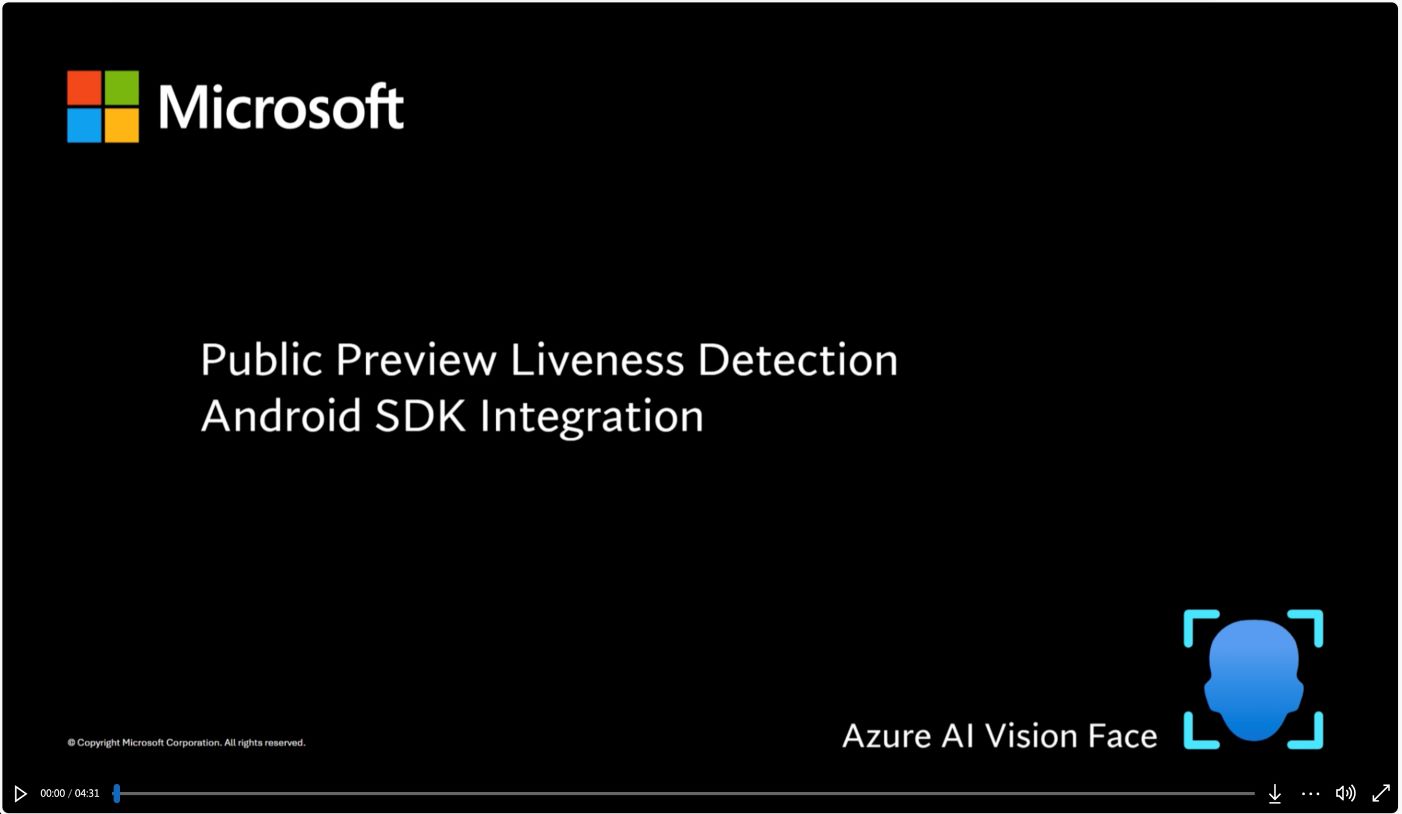 Microsoft
Public Preview Liveness Detection
Android SDK Integration
Azure AI Vision Face
© Copyright Microsoft Corporation. All rights reserved.
00:00 / 04:31